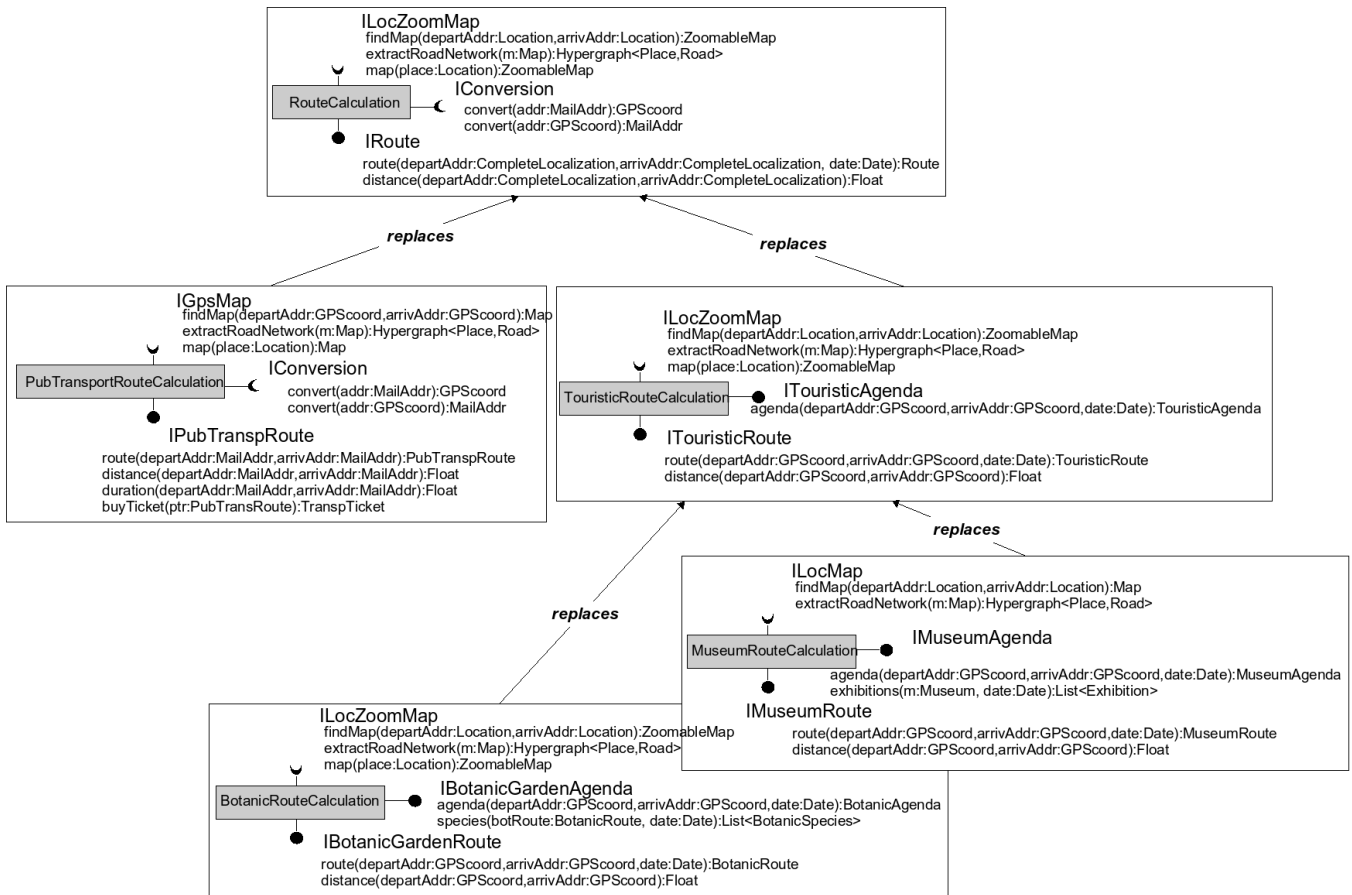 ILocZoomMap
findMap(departAddr:Location,arrivAddr:Location):ZoomableMap
extractRoadNetwork(m:Map):Hypergraph<Place,Road>
map(place:Location):ZoomableMap
RouteCalculation
IConversion
convert(addr:MailAddr):GPScoord
convert(addr:GPScoord):MailAddr
IRoute
route(departAddr:CompleteLocalization,arrivAddr:CompleteLocalization, date:Date):Route
distance(departAddr:CompleteLocalization,arrivAddr:CompleteLocalization):Float
replaces
replaces
IGpsMap
findMap(departAddr:GPScoord,arrivAddr:GPScoord):Map
extractRoadNetwork(m:Map):Hypergraph<Place,Road>
map(place:Location):Map
PubTransportRouteCalculation
IConversion
convert(addr:MailAddr):GPScoord
convert(addr:GPScoord):MailAddr
IPubTranspRoute
route(departAddr:MailAddr,arrivAddr:MailAddr):PubTranspRoute
distance(departAddr:MailAddr,arrivAddr:MailAddr):Float
duration(departAddr:MailAddr,arrivAddr:MailAddr):Float
buyTicket(ptr:PubTransRoute):TranspTicket
ILocZoomMap
findMap(departAddr:Location,arrivAddr:Location):ZoomableMap
extractRoadNetwork(m:Map):Hypergraph<Place,Road>
map(place:Location):ZoomableMap
TouristicRouteCalculation
ITouristicAgenda
agenda(departAddr:GPScoord,arrivAddr:GPScoord,date:Date):TouristicAgenda
ITouristicRoute
route(departAddr:GPScoord,arrivAddr:GPScoord,date:Date):TouristicRoute
distance(departAddr:GPScoord,arrivAddr:GPScoord):Float
replaces
replaces
ILocMap
findMap(departAddr:Location,arrivAddr:Location):Map
extractRoadNetwork(m:Map):Hypergraph<Place,Road>
MuseumRouteCalculation
IMuseumAgenda
agenda(departAddr:GPScoord,arrivAddr:GPScoord,date:Date):MuseumAgenda
exhibitions(m:Museum, date:Date):List<Exhibition>
IMuseumRoute
route(departAddr:GPScoord,arrivAddr:GPScoord,date:Date):MuseumRoute
distance(departAddr:GPScoord,arrivAddr:GPScoord):Float
ILocZoomMap
findMap(departAddr:Location,arrivAddr:Location):ZoomableMap
extractRoadNetwork(m:Map):Hypergraph<Place,Road>
map(place:Location):ZoomableMap
BotanicRouteCalculation
IBotanicGardenAgenda
agenda(departAddr:GPScoord,arrivAddr:GPScoord,date:Date):BotanicAgenda
species(botRoute:BotanicRoute, date:Date):List<BotanicSpecies>
IBotanicGardenRoute
route(departAddr:GPScoord,arrivAddr:GPScoord,date:Date):BotanicRoute
distance(departAddr:GPScoord,arrivAddr:GPScoord):Float